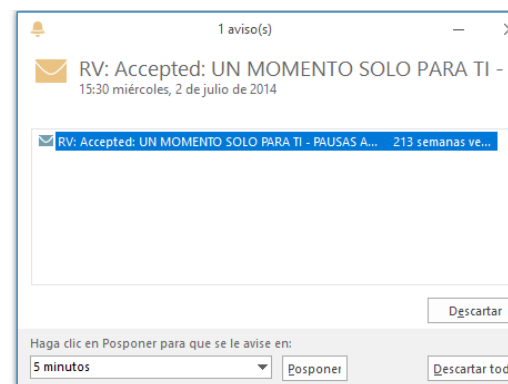 1 aviso(s)
RV: Accepted: UN MOMENTO SOLO PARA TI -
15:30 miércoles, 2 de julio de 2014
RV: Accepted: UN MOMENTO SOLO PARA TI - PAUSAS A... 213 semanas ve...
Descartar
Haga clic en Posponer para que se le avise en:
5 minutos Posponer Descartar tod